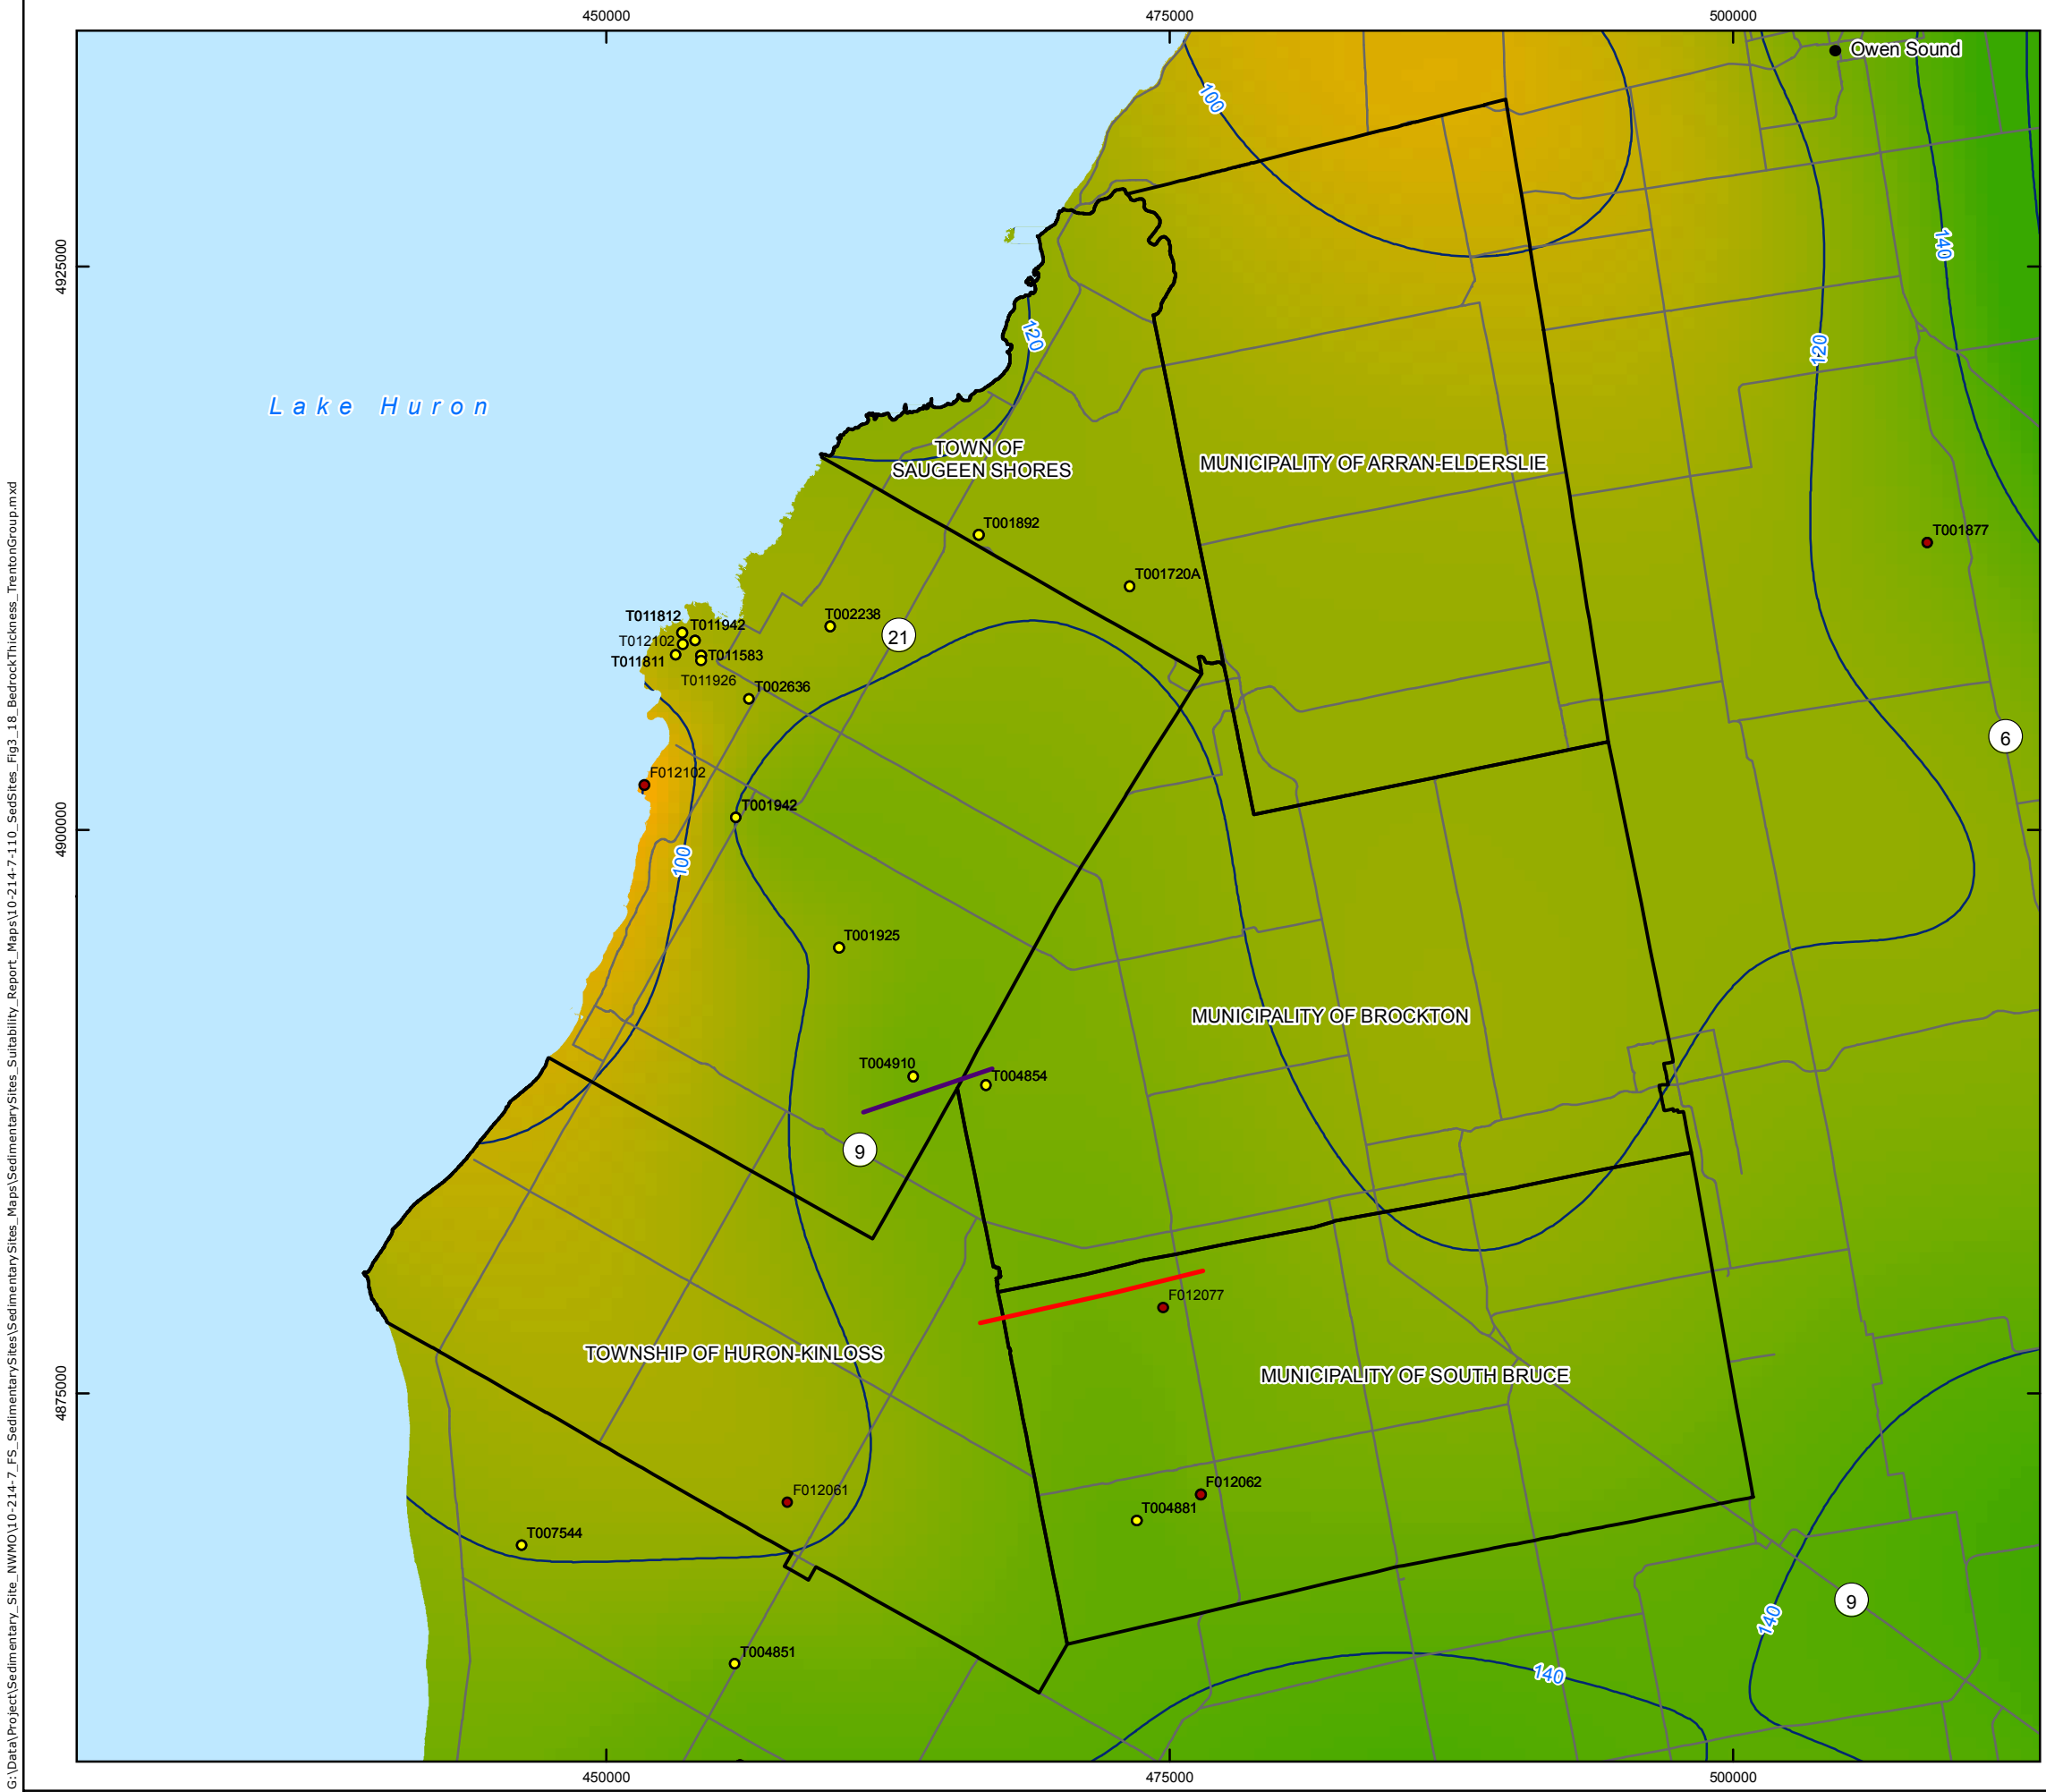 450000
475000
500000
Owen Sound
100
4925000
140
120
120
Lake Huron
TOWN OF
SAUGEEN SHORES
MUNICIPALITY OF ARRAN-ELDERSLIE
T001892
T001877
T001720A
T011812
T011942
T002238
21
T012102
T011583
T011811
T011926
T002636
6
F012102
T001942
4900000
100
T001925
MUNICIPALITY OF BROCKTON
T004910
T004854
9
F012077
TOWNSHIP OF HURON-KINLOSS
MUNICIPALITY OF SOUTH BRUCE
4875000
F012061
F012062
T004881
T007544
9
140
T004851
140
450000
475000
500000
G:\Data\Project\Sedimentary_Site_NWMO\10-214-7_FS_SedimentarySites\SedimentarySites_Maps\SedimentarySites_Suitability_Report_Maps\10-214-7-110_SedSites_Fig3_18_BedrockThickness_TrentonGroup.mxd